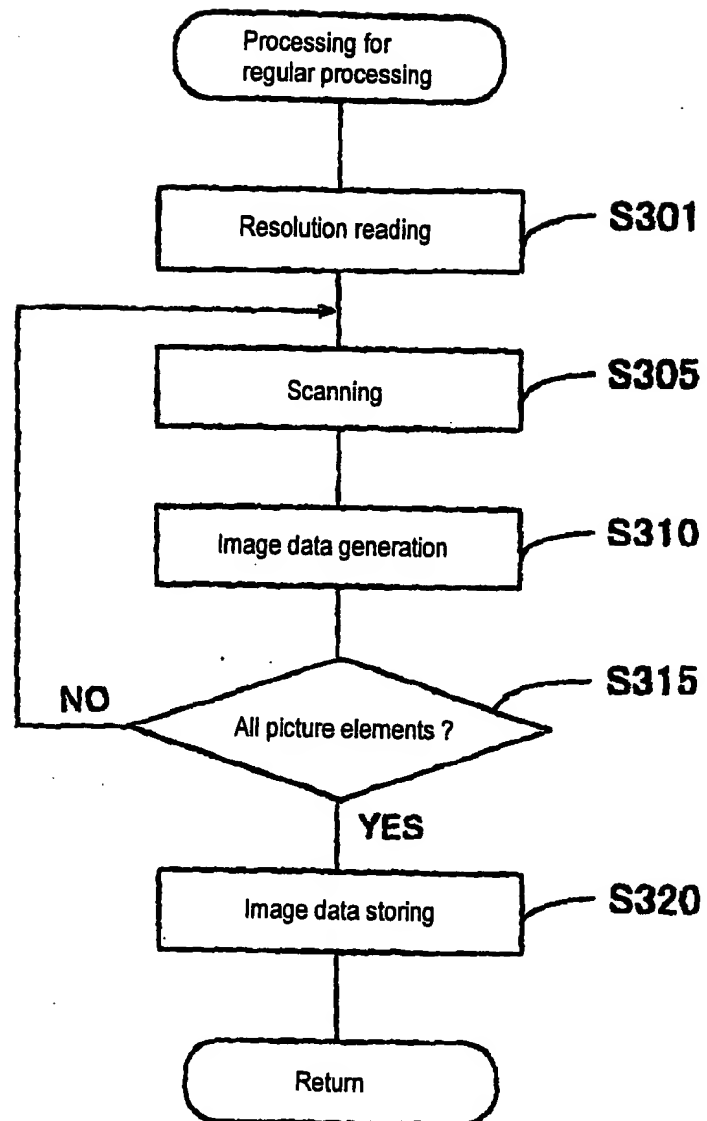 Processing for
regular processing
Resolution reading
S301
Scanning
S305
Image data generation
S310
All picture elements ?
S315
NO
YES
Image data storing
S320
Return